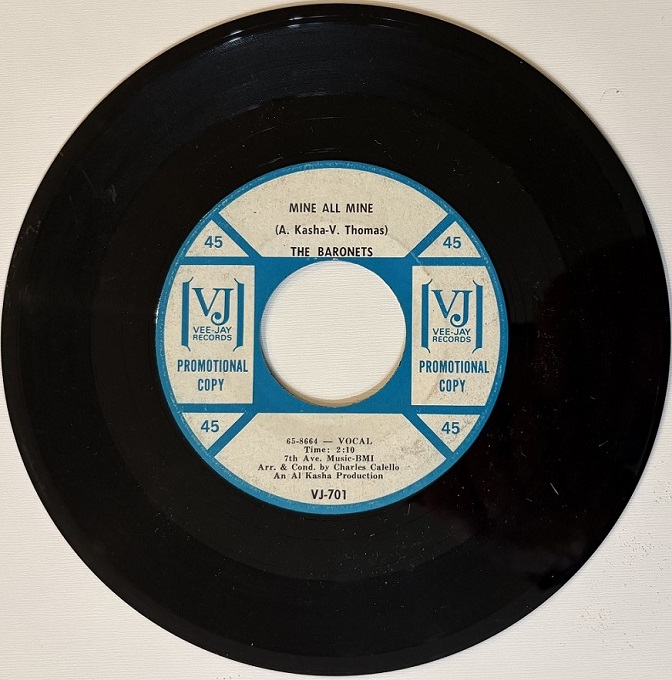 MINE ALL MINE
(A. Kasha-V. Thomas)
THE BARONETS
45
45
VJ
VEE-JAY
RECORDS
PROMOTIONAL
COPY
VJ
VEE-JAY
RECORDS
PROMOTIONAL
COPY
45
45
65-8664 — VOCAL
Time: 2:10
7th Ave. Music-BMI
Arr. & Cond. by Charles Calello
An Al Kasha Production
VJ-701